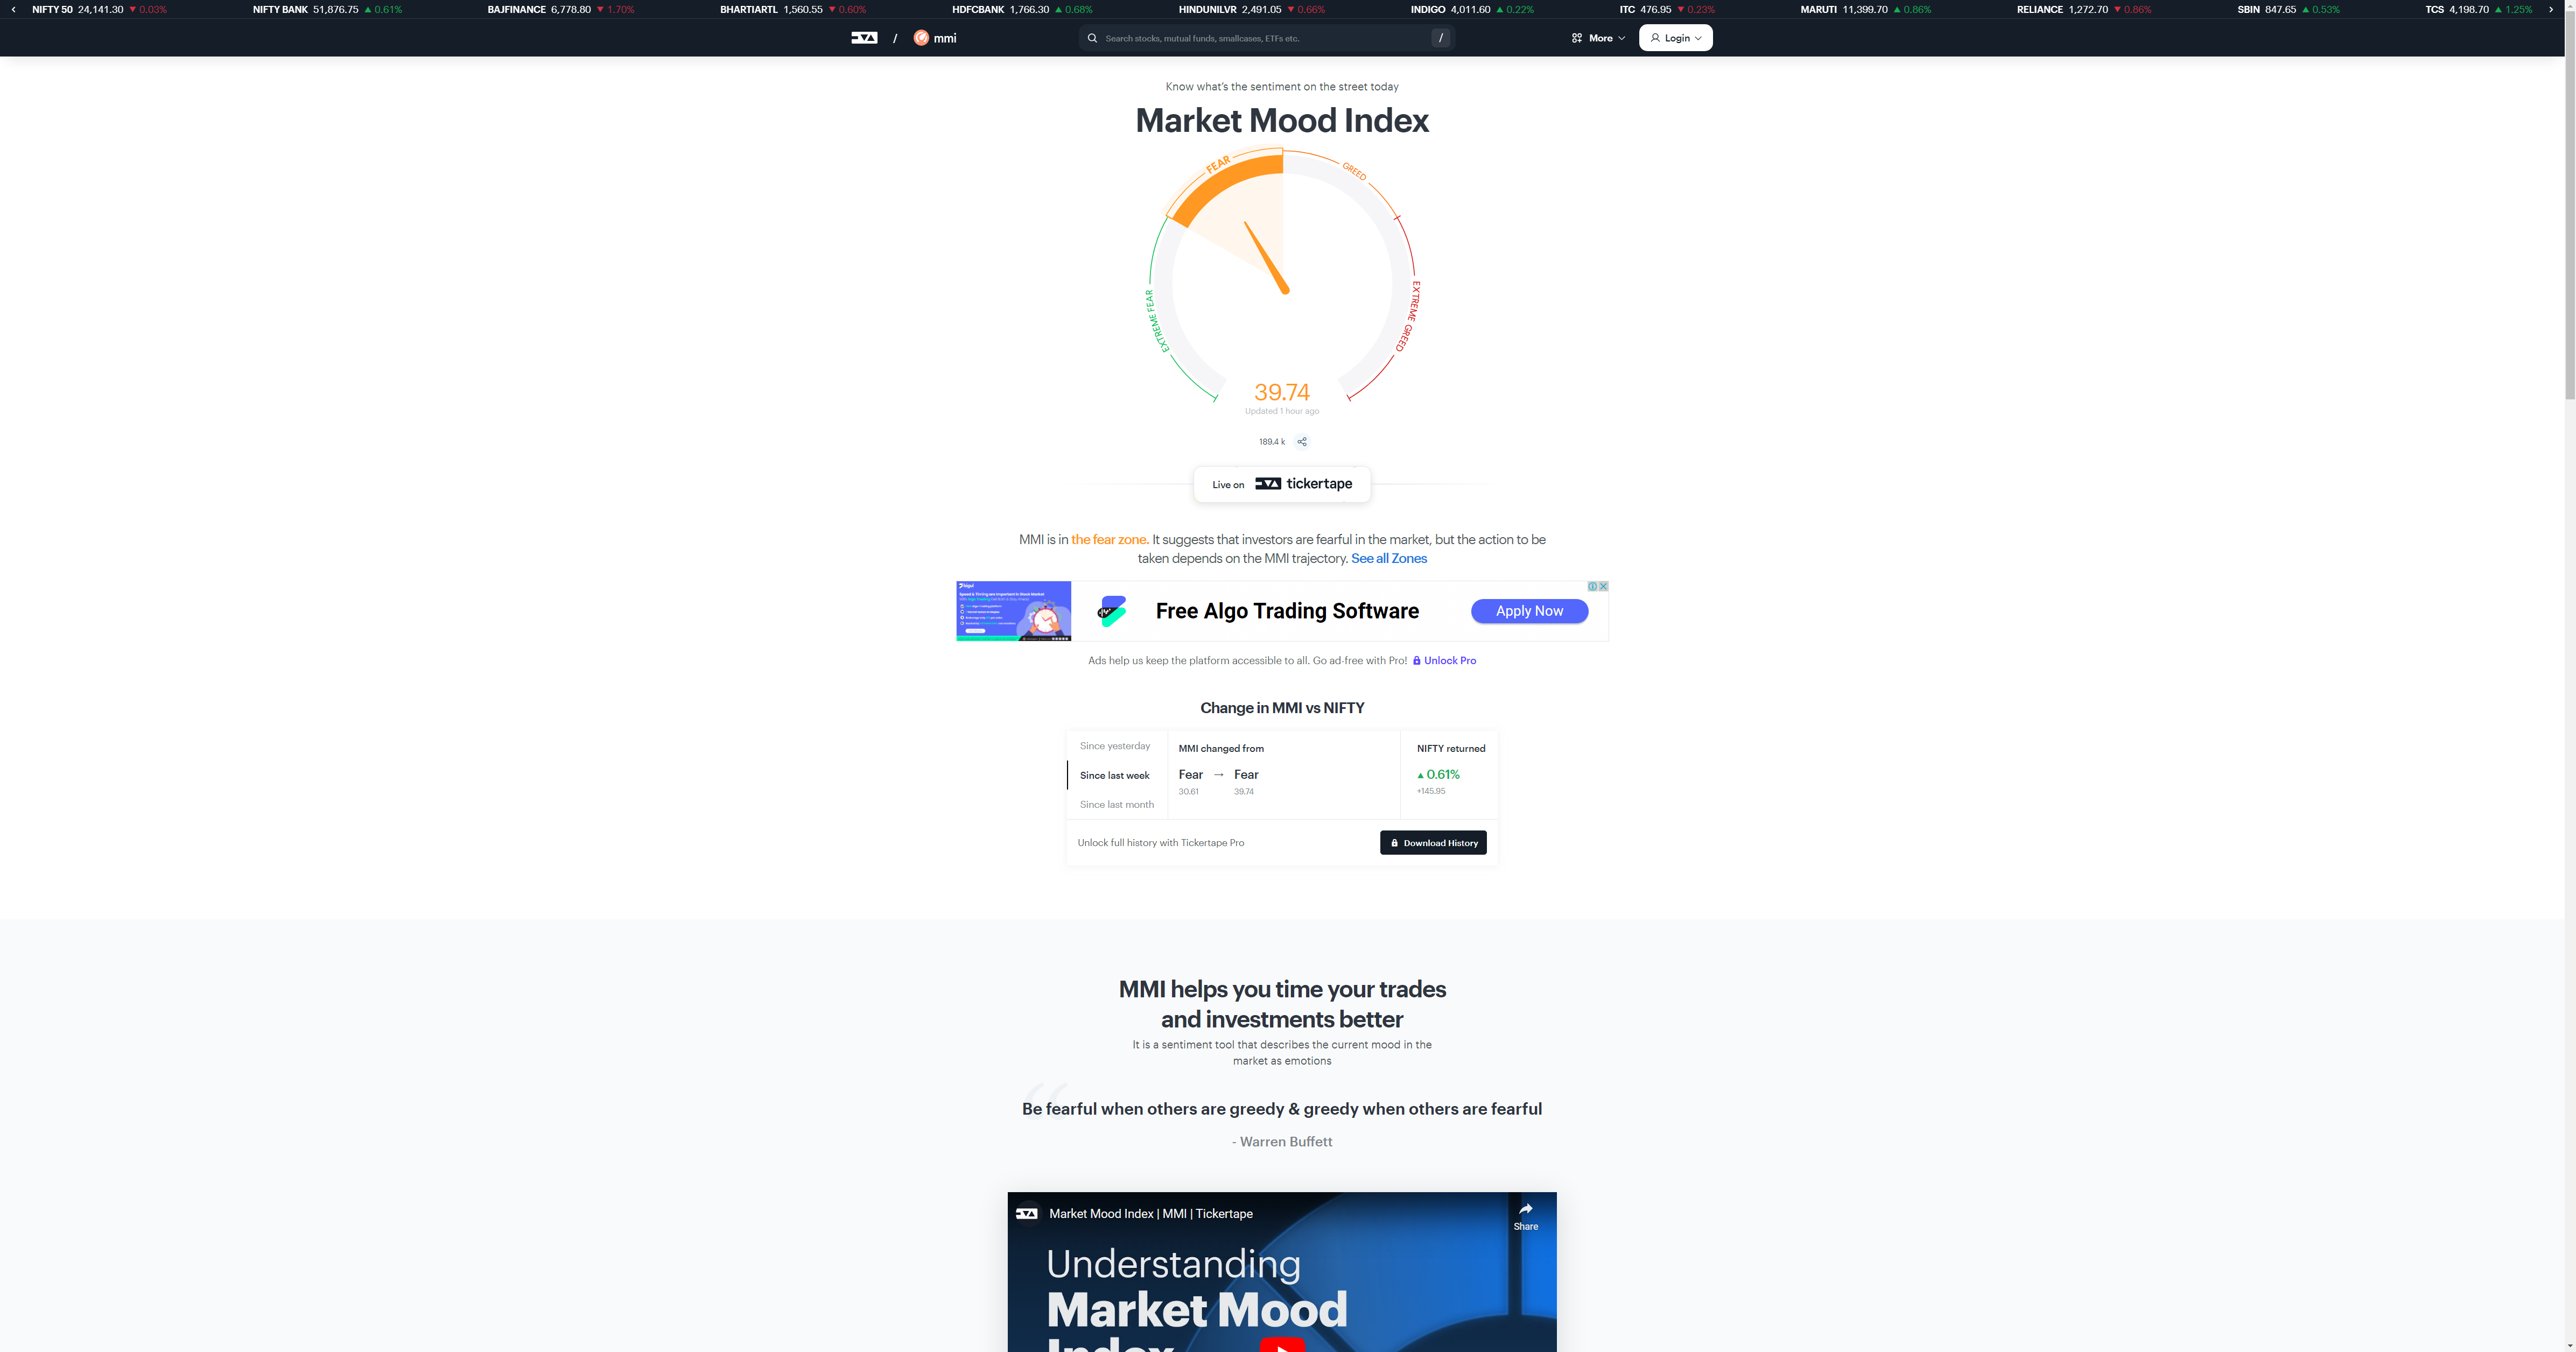 NIFTY 50 24,141.30 ▼ 0.03% NIFTY BANK 51,876.75 ▲ 0.61% BAJFINANCE 6,778.80 ▼ 1.70% BHARTIARTL 1,560.55 ▼ 0.60% HDFCBANK 1,766.30 ▲ 0.68% HINDUNILVR 2,491.05 ▼ 0.66% INDIGO 4,011.60 ▲ 0.22% ITC 476.95 ▼ 0.23% MARUTI 11,399.70 ▲ 0.86% RELIANCE 1,272.70 ▼ 0.86% SBIN 847.65 ▲ 0.53% TCS 4,198.70 ▲ 1.25%
/ mmi Search stocks, mutual funds, smallcases, ETFs etc. / More Login
Know what's the sentiment on the street today
Market Mood Index
FEAR
GREED
EXTREME FEAR
EXTREME GREED
39.74
Updated 1 hour ago
189.4 k
Live on tickertape
MMI is in the fear zone. It suggests that investors are fearful in the market, but the action to be
taken depends on the MMI trajectory. See all Zones
Free Algo Trading Software
Apply Now
Ads help us keep the platform accessible to all. Go ad-free with Pro! Unlock Pro
Change in MMI vs NIFTY
Since yesterday
Since last week
Since last month
MMI changed from
Fear → Fear
30.61 39.74
NIFTY returned
▲ 0.61%
+145.95
Unlock full history with Tickertape Pro
Download History
MMI helps you time your trades
and investments better
It is a sentiment tool that describes the current mood in the
market as emotions
“
Be fearful when others are greedy & greedy when others are fearful
- Warren Buffett
Market Mood Index | MMI | Tickertape
Share
Understanding
Market Mood
Index